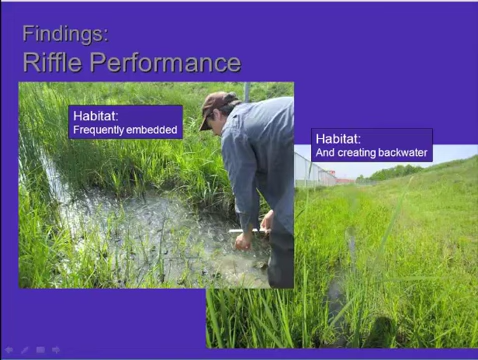 Findings:
Riffle Performance
Habitat:
Frequently embedded
Habitat:
And creating backwater